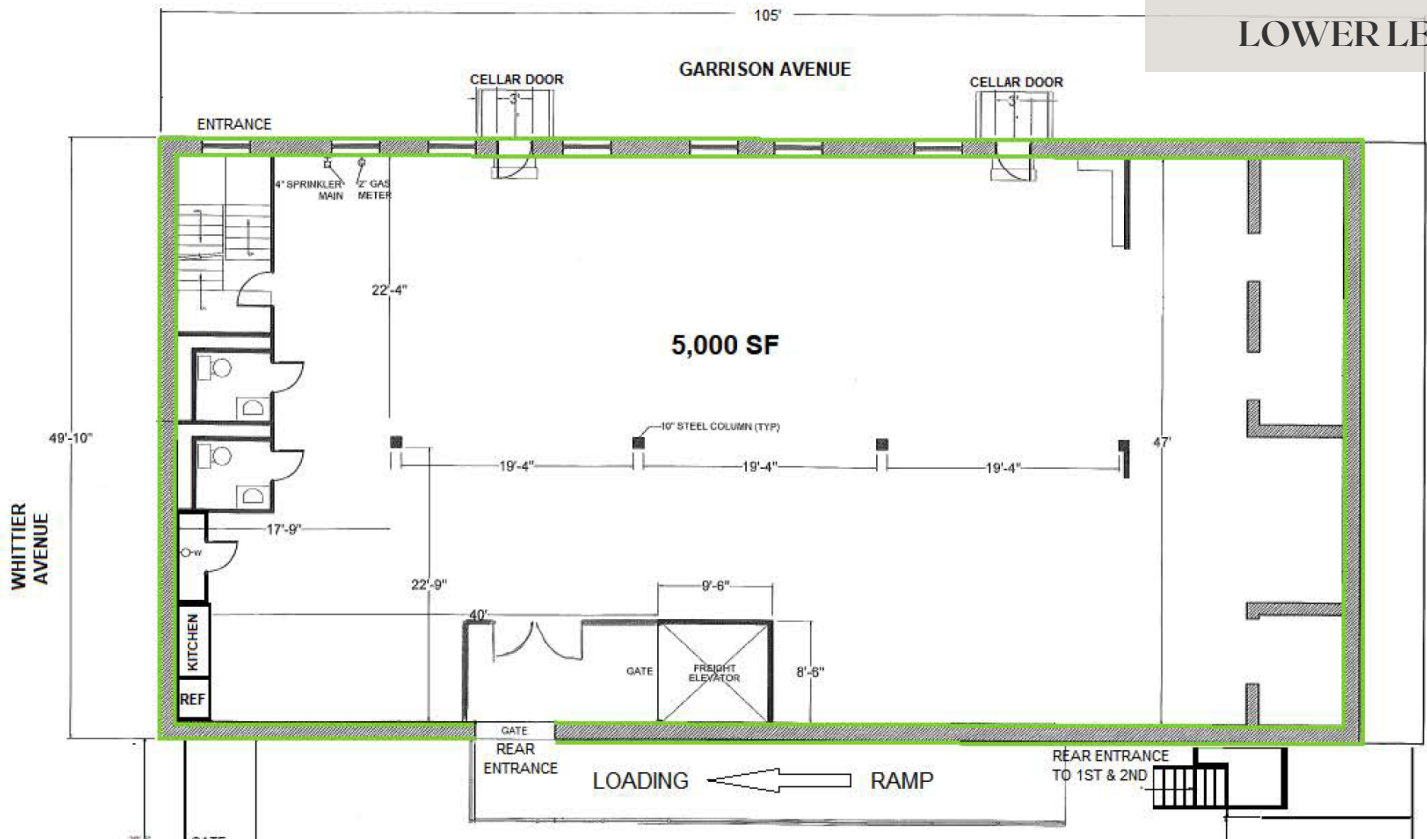 105'
LOWER LE
GARRISON AVENUE
CELLAR DOOR
CELLAR DOOR
3'
3'
ENTRANCE
4" SPRINKLER
MAIN
2" GAS
METER
22'-4"
5,000 SF
10" STEEL COLUMN (TYP)
49'-10"
47'
19'-4"
19'-4"
19'-4"
WHITTIER
AVENUE
17'-9"
W
22'-9"
9'-6"
40'
KITCHEN
GATE
FREIGHT
ELEVATOR
8'-6"
REF
GATE
REAR
ENTRANCE
LOADING
RAMP
REAR ENTRANCE
TO 1ST & 2ND